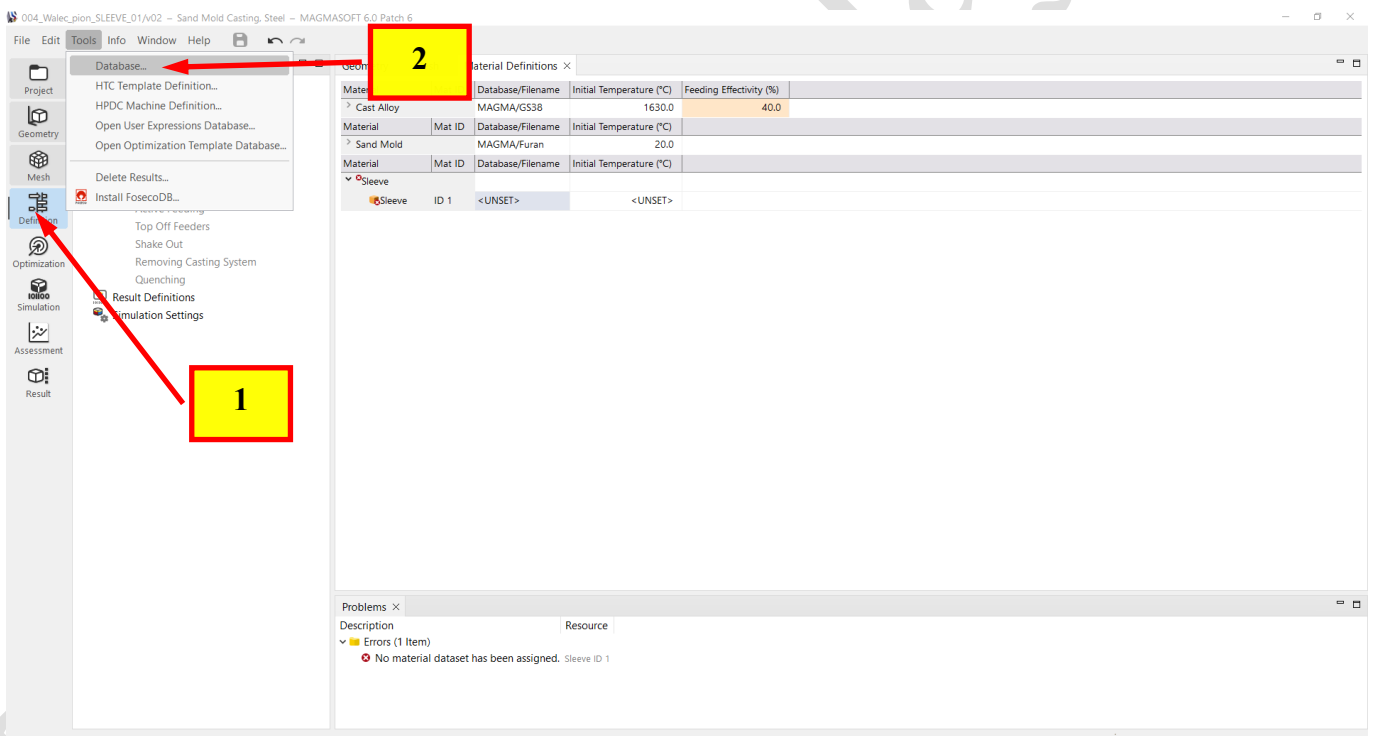 004_Walec_pion_SLEEVE_01/v02 – Sand Mold Casting, Steel – MAGMASOFT 6.0 Patch 6
File Edit Tools Info Window Help
2
Database...
HTC Template Definition...
HPDC Machine Definition...
Open User Expressions Database...
Open Optimization Template Database...
Delete Results...
Install FosecoDB...
Project
Geometry
Mesh
Definition
Optimization
Simulation
Assessment
Result
Top Off Feeders
Shake Out
Removing Casting System
Quenching
Result Definitions
Simulation Settings
1
Material Definitions
Database/Filename Initial Temperature (°C) Feeding Effectivity (%)
Cast Alloy MAGMA/GS38 1630.0 40.0
Material Mat ID Database/Filename Initial Temperature (°C)
Sand Mold MAGMA/Furan 20.0
Material Mat ID Database/Filename Initial Temperature (°C)
Sleeve
Sleeve ID 1 <UNSET> <UNSET>
Problems
Description Resource
Errors (1 Item)
No material dataset has been assigned. Sleeve ID 1